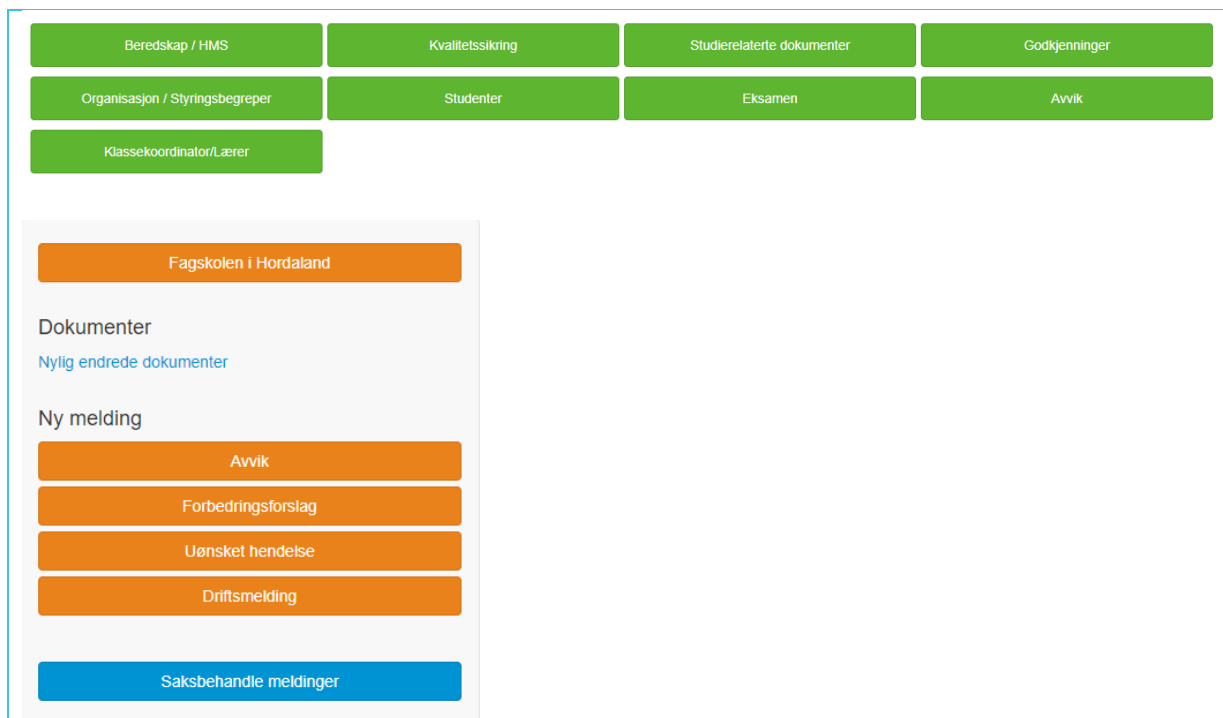 Beredskap / HMS
Kvalitetssikring
Studierelaterte dokumenter
Godkjenninger
Organisasjon / Styringsbegreper
Studenter
Eksamen
Avvik
Klassekoordinator/Lærer
Fagskolen i Hordaland
Dokumenter
Nylig endrede dokumenter
Ny melding
Avvik
Forbedringsforslag
Uønsket hendelse
Driftsmelding
Saksbehandle meldinger